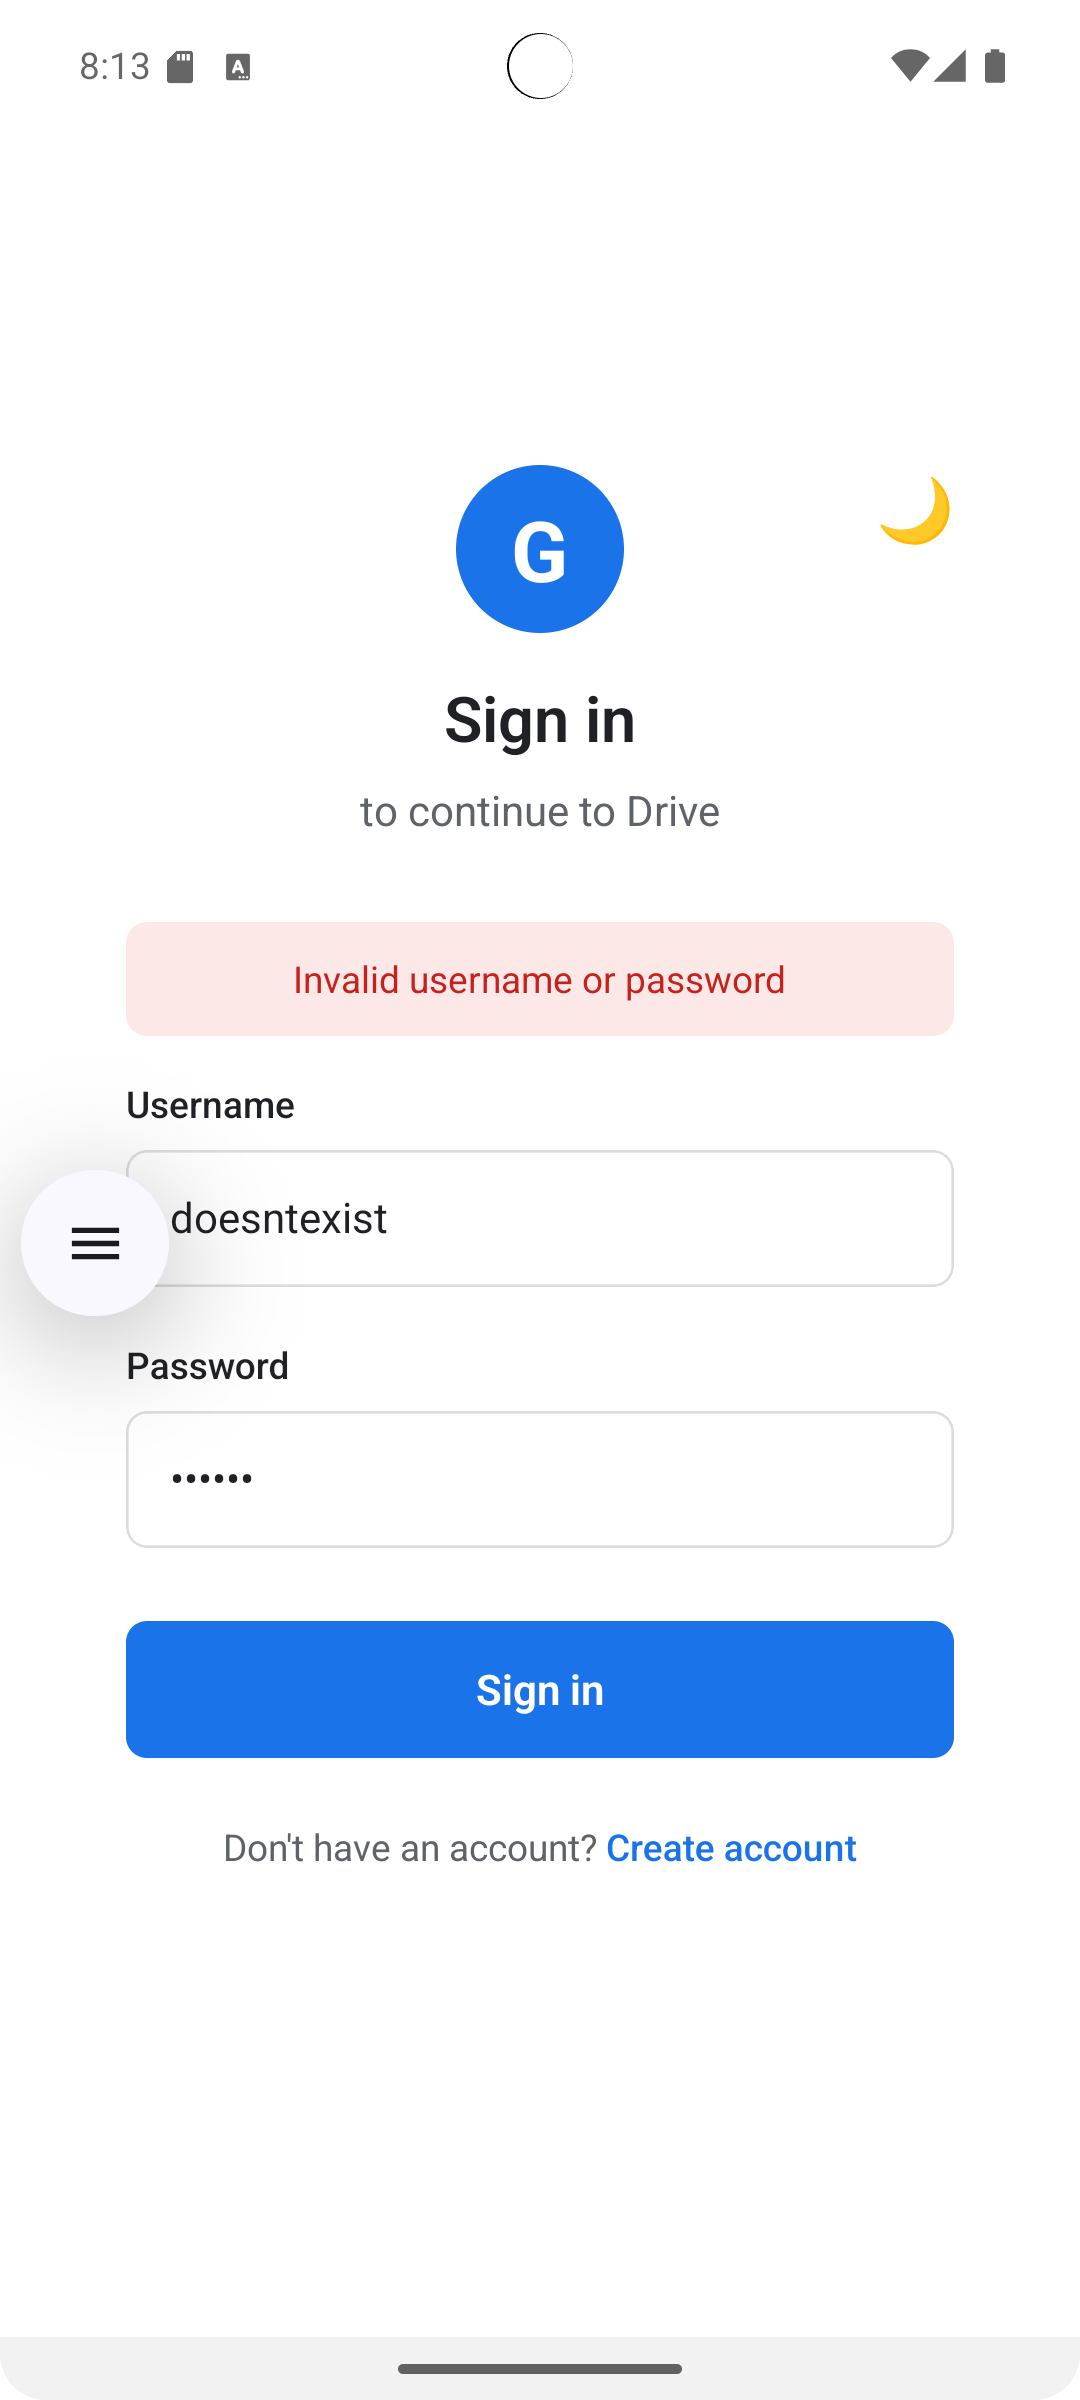 8:13
G
Sign in
to continue to Drive
Invalid username or password
Username
doesntexist
Password
••••••
Sign in
Don't have an account? Create account